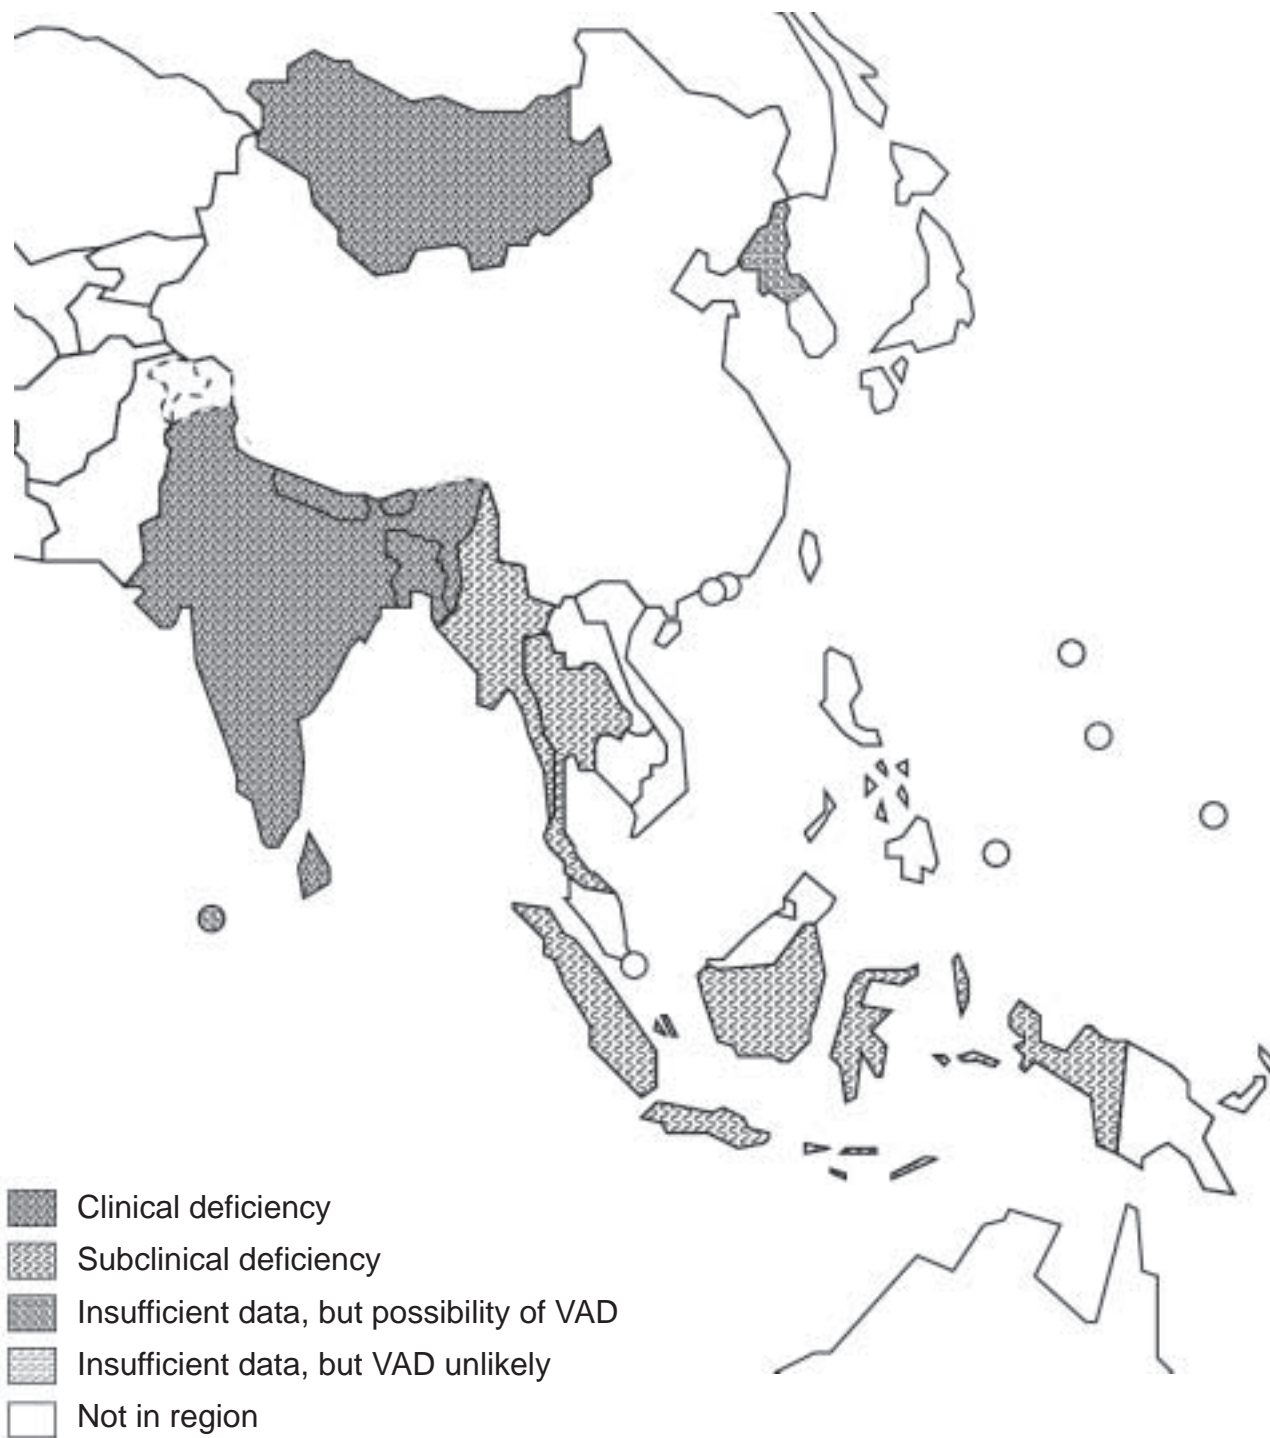 Clinical deficiency
Subclinical deficiency
Insufficient data, but possibility of VAD
Insufficient data, but VAD unlikely
Not in region